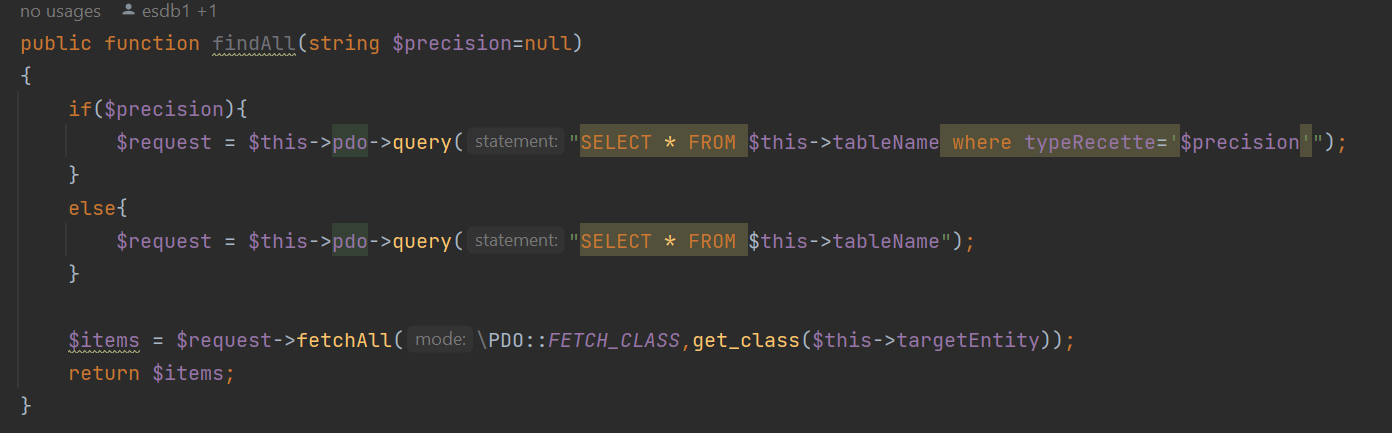 no usages esdb1 +1
public function findAll(string $precision=null)
{
if($precision){
$request = $this->pdo->query( statement: "SELECT * FROM $this->tableName where typeRecette='$precision'");
}
else{
$request = $this->pdo->query( statement: "SELECT * FROM $this->tableName");
}
$items = $request->fetchAll( mode: \PDO::FETCH_CLASS,get_class($this->targetEntity));
return $items;
}